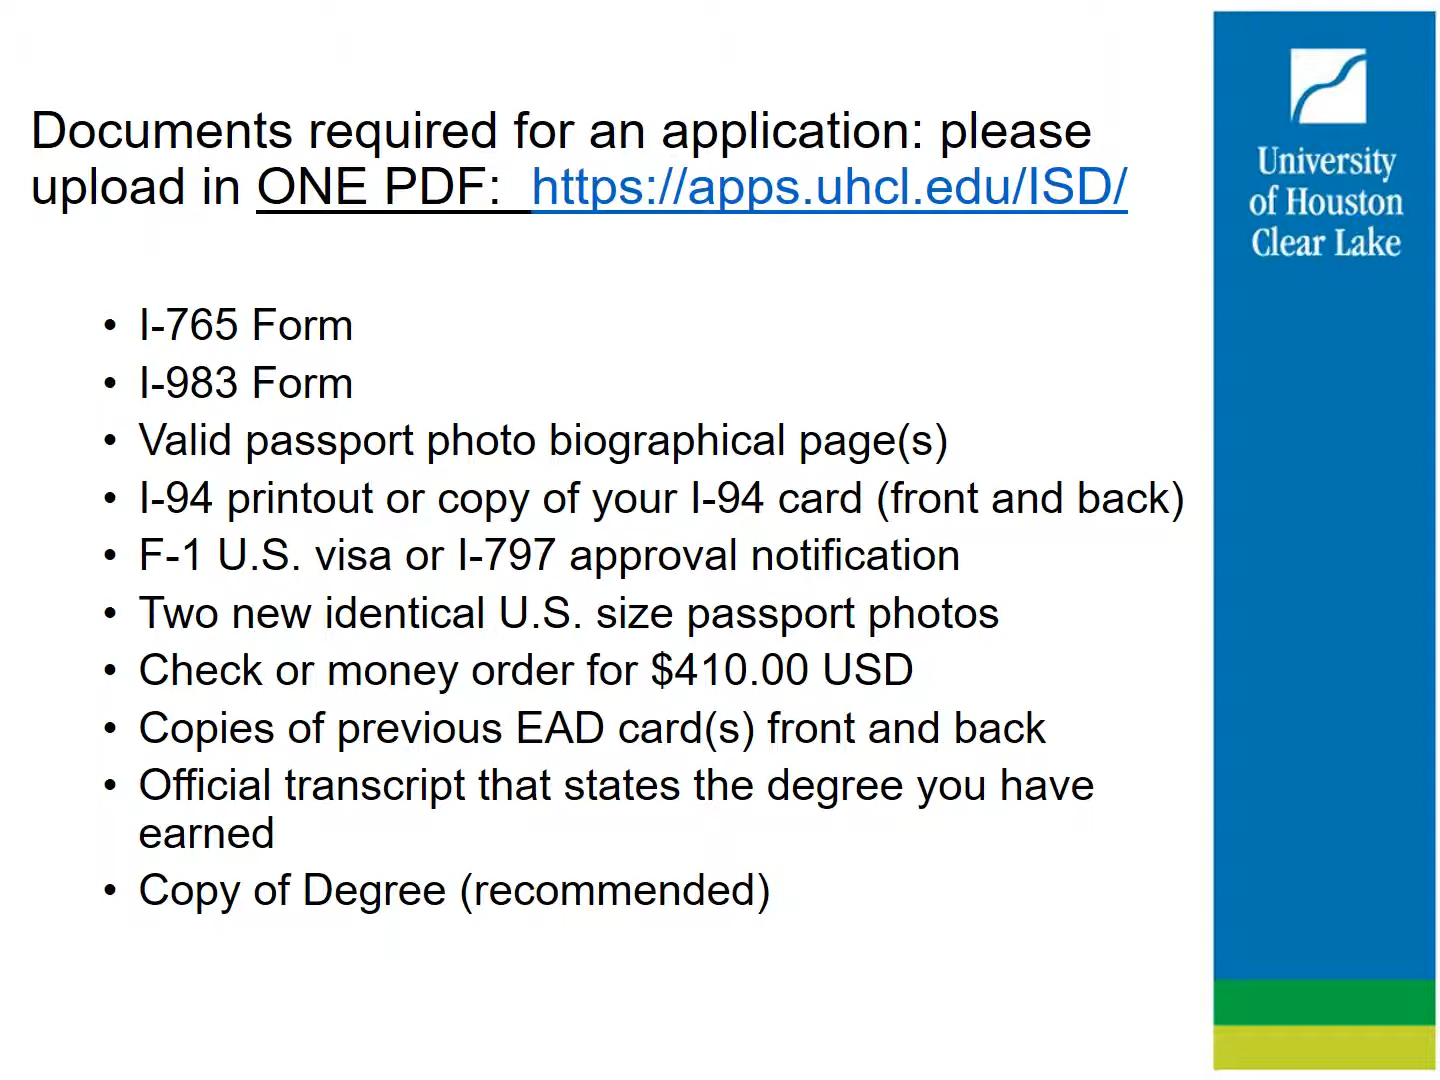 Documents required for an application: please
upload in ONE PDF: https://apps.uhcl.edu/ISD/
University
of Houston
Clear Lake
• I-765 Form
• I-983 Form
• Valid passport photo biographical page(s)
• I-94 printout or copy of your I-94 card (front and back)
• F-1 U.S. visa or I-797 approval notification
• Two new identical U.S. size passport photos
• Check or money order for $410.00 USD
• Copies of previous EAD card(s) front and back
• Official transcript that states the degree you have
earned
• Copy of Degree (recommended)